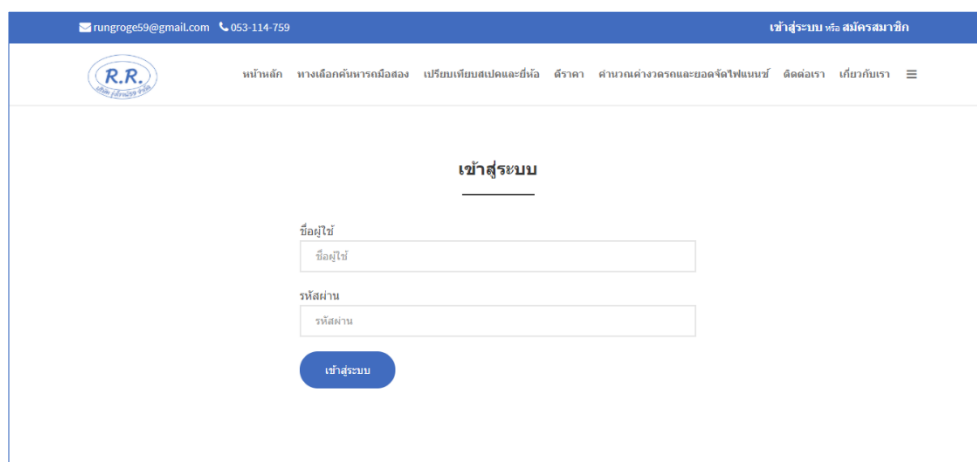 rungroge59@gmail.com 053-114-759 เข้าสู่ระบบ หรือ สมัครสมาชิก
R.R.
หน้าหลัก ทางเลือกค้นหารถมือสอง เปรียบเทียบสเปคและยี่ห้อ ตีราคา คำนวณค่างวดรถและยอดจัดไฟแนนซ์ ติดต่อเรา เกี่ยวกับเรา
เข้าสู่ระบบ
ชื่อผู้ใช้
ชื่อผู้ใช้
รหัสผ่าน
รหัสผ่าน
เข้าสู่ระบบ